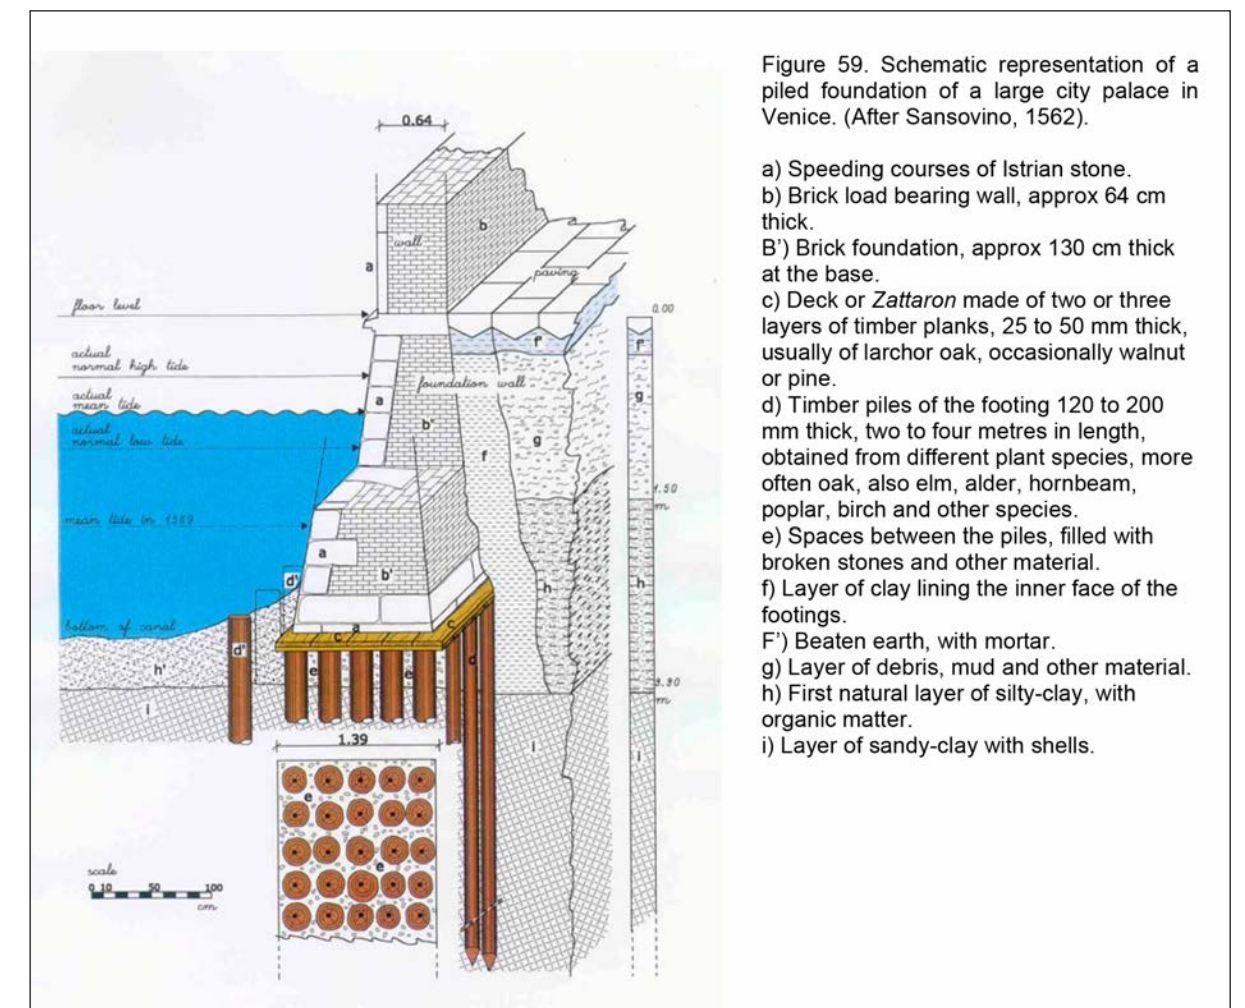 Figure 59. Schematic representation of a
piled foundation of a large city palace in
Venice. (After Sansovino, 1562).
a) Speeding courses of Istrian stone.
b) Brick load bearing wall, approx 64 cm
thick.
B’) Brick foundation, approx 130 cm thick
at the base.
c) Deck or Zattaron made of two or three
layers of timber planks, 25 to 50 mm thick,
usually of larchor oak, occasionally walnut
or pine.
d) Timber piles of the footing 120 to 200
mm thick, two to four metres in length,
obtained from different plant species, more
often oak, also elm, alder, hornbeam,
poplar, birch and other species.
e) Spaces between the piles, filled with
broken stones and other material.
f) Layer of clay lining the inner face of the
footings.
F’) Beaten earth, with mortar.
g) Layer of debris, mud and other material.
h) First natural layer of silty-clay, with
organic matter.
i) Layer of sandy-clay with shells.
0.64
b
wall
a
paving
floor level
0.00
f'
f'
actual
normal high tide
foundation wall
actual
mean tide
a
g
b'
actual
normal low tide
g
f
1.50
m
mean tide in 1569
a
d'
b'
h
h
bottom of canal
a
c
c
d'
h'
e
e
d
3.30
m
i
1.39
i
i
e
e
scale
0 10 50 100
cm